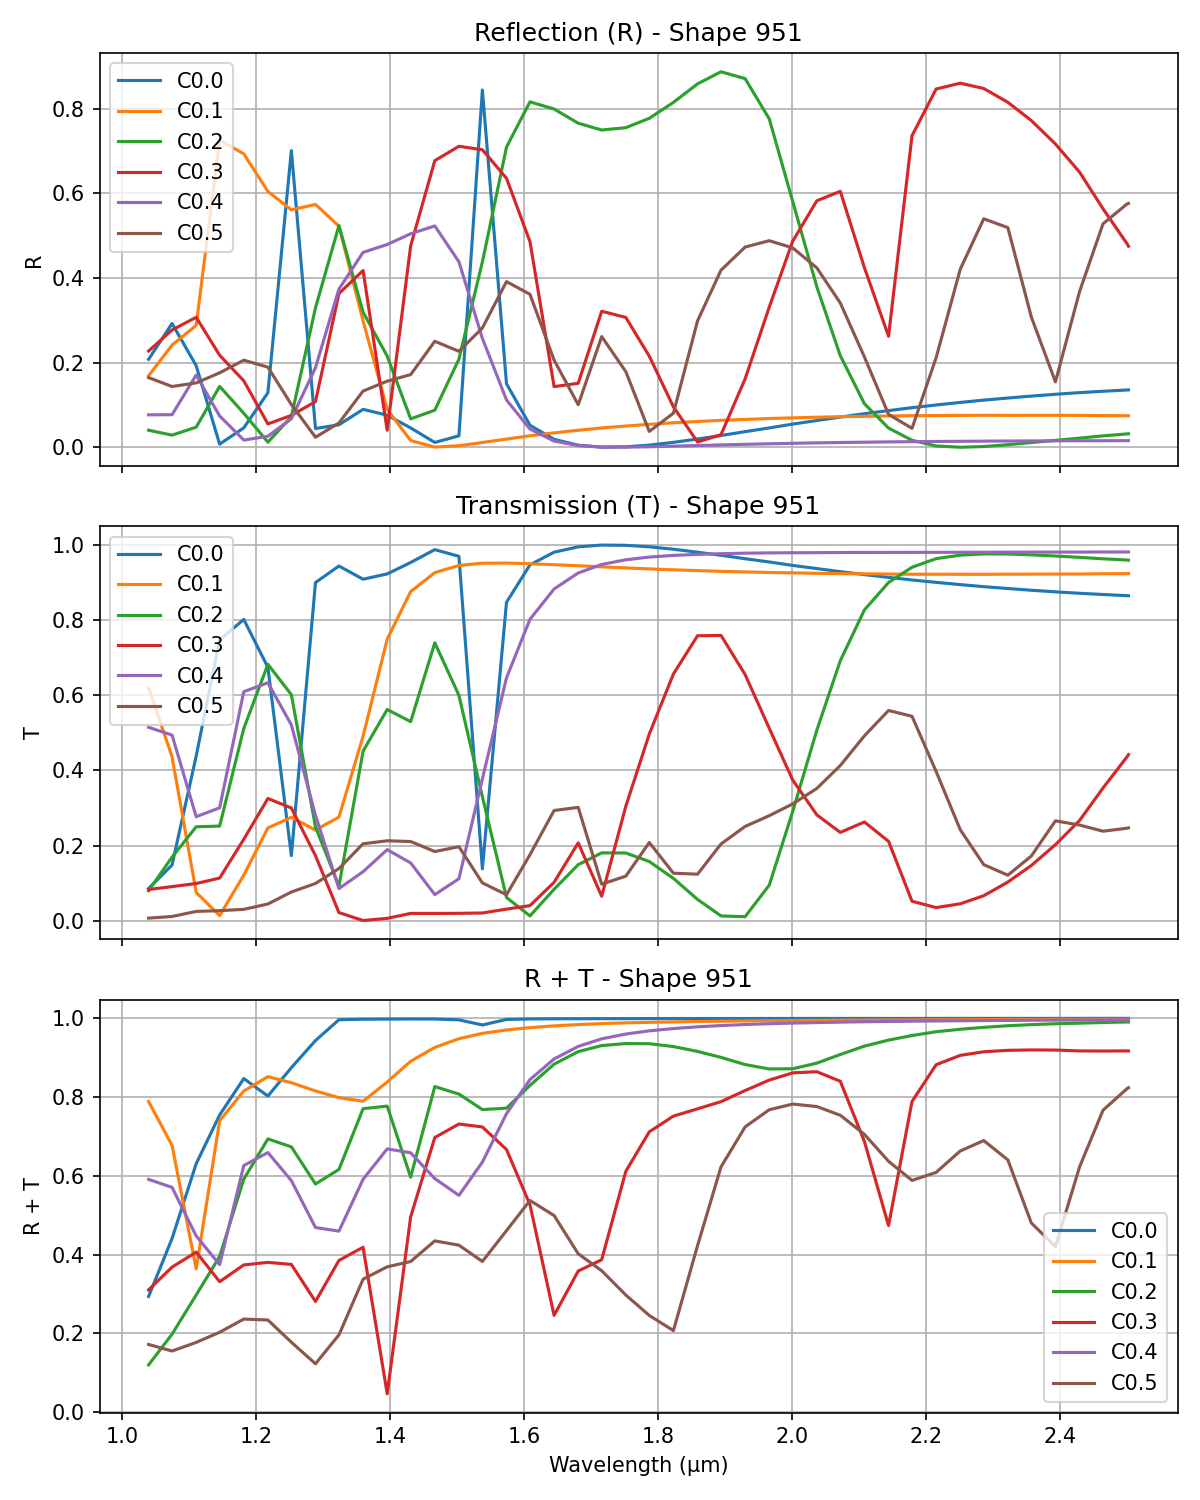 Reflection (R) - Shape 951
R
0.8
0.6
0.4
0.2
0.0
C0.0
C0.1
C0.2
C0.3
C0.4
C0.5
Transmission (T) - Shape 951
T
1.0
0.8
0.6
0.4
0.2
0.0
C0.0
C0.1
C0.2
C0.3
C0.4
C0.5
R + T - Shape 951
R + T
1.0
0.8
0.6
0.4
0.2
0.0
C0.0
C0.1
C0.2
C0.3
C0.4
C0.5
1.0 1.2 1.4 1.6 1.8 2.0 2.2 2.4
Wavelength (μm)